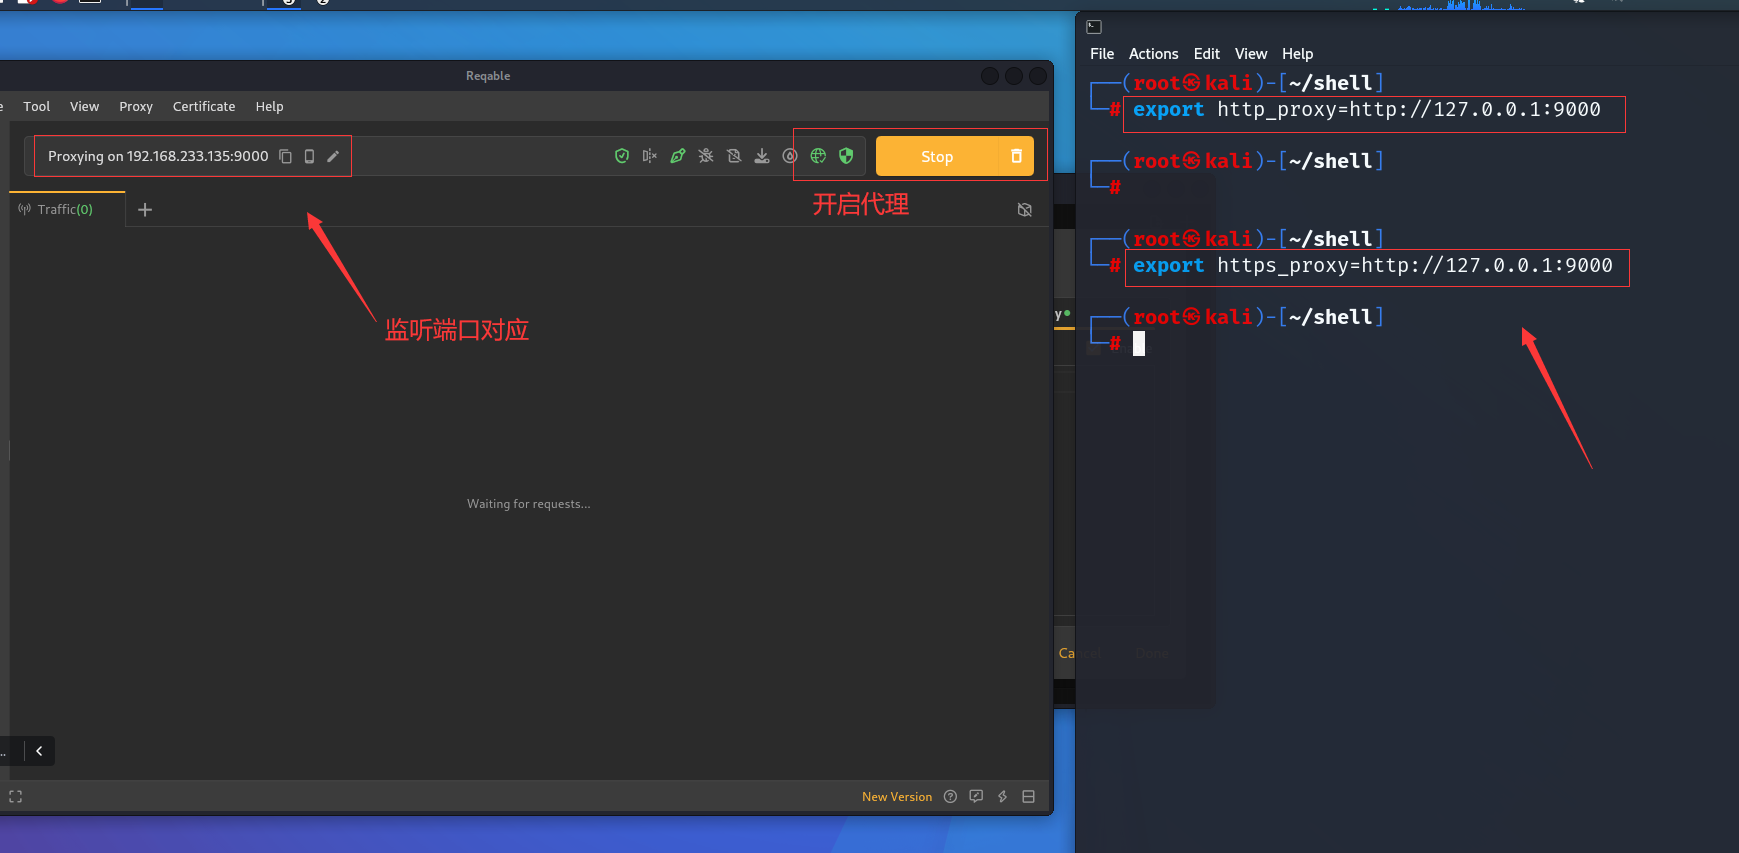 Reqable
Tool View Proxy Certificate Help
Proxying on 192.168.233.135:9000
Stop
开启代理
Traffic(0)
监听端口对应
Waiting for requests...
New Version
y
Cancel Done
File Actions Edit View Help
(root㉿kali)-[~/shell]
# export http_proxy=http://127.0.0.1:9000
(root㉿kali)-[~/shell]
#
(root㉿kali)-[~/shell]
# export https_proxy=http://127.0.0.1:9000
(root㉿kali)-[~/shell]
#